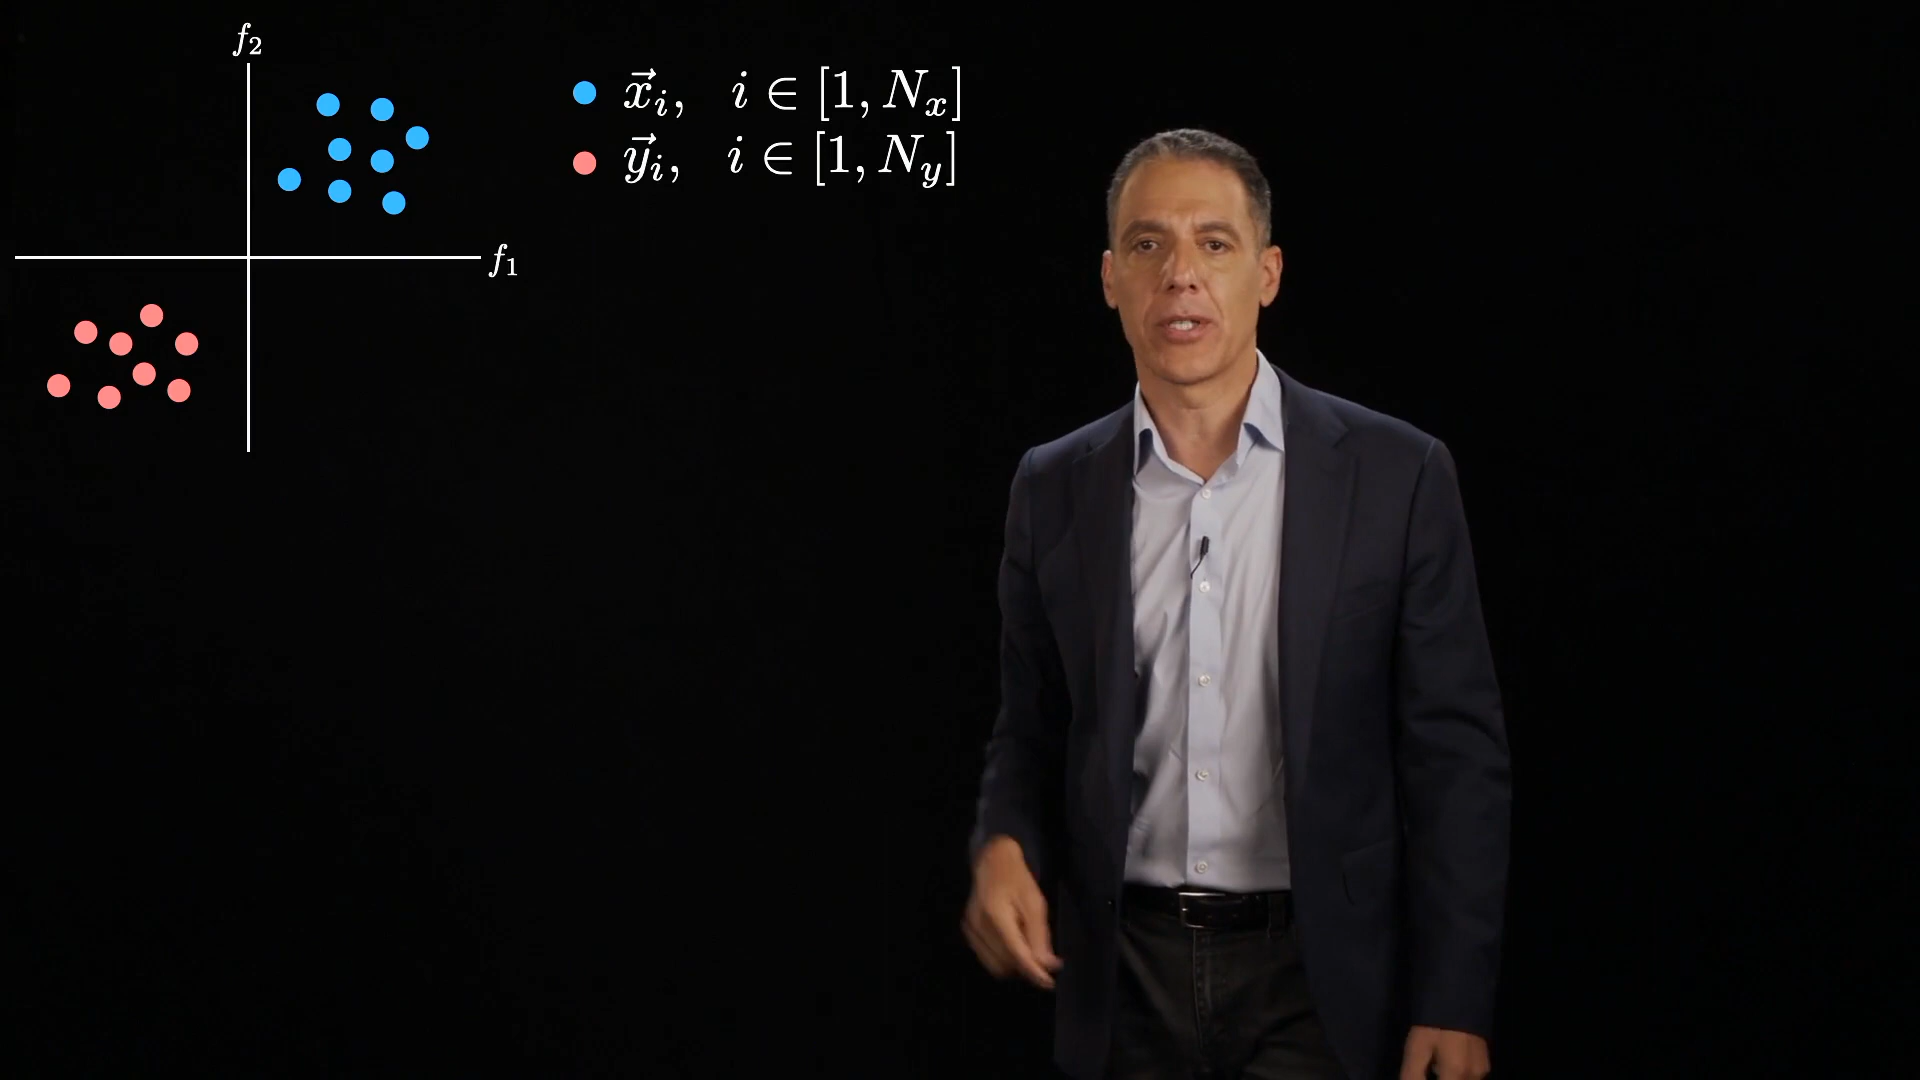 f₂
x⃗ᵢ, i ∈ [1, Nₓ]
y⃗ᵢ, i ∈ [1, N_y]
f₁